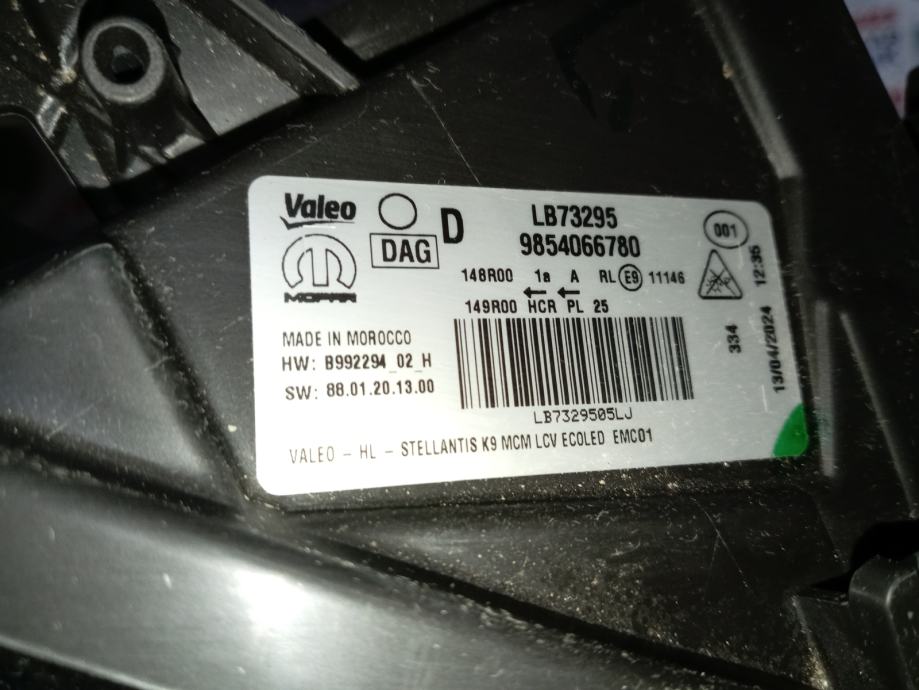 Valeo
MOPAR
DAG
D
LB73295
9854066780
148R00 1a A RL E9 11146
149R00 HCR PL 25
001
MADE IN MOROCCO
HW: B992294_02_H
SW: 88.01.20.13.00
LB7329505LJ
VALEO - HL - STELLANTIS K9 MCM LCV ECOLED EMC01
334
13/04/2024 12:35